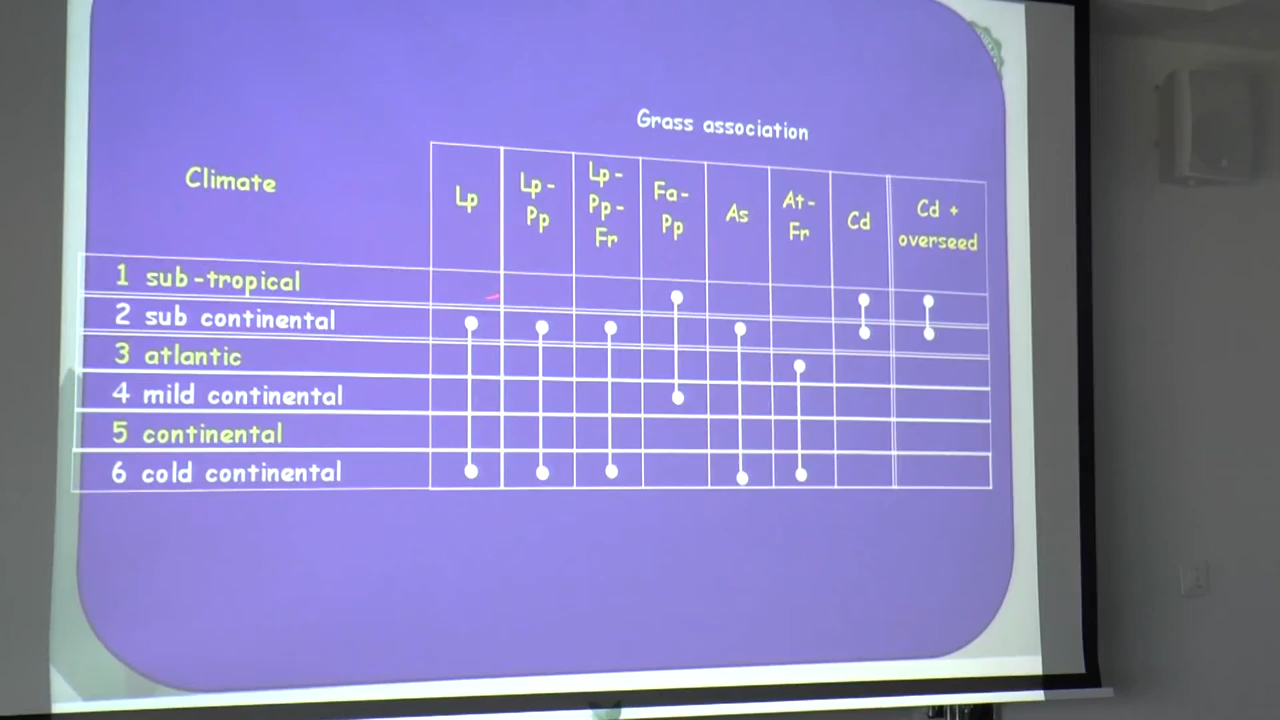 Grass association
Climate
Lp
Lp-
Pp
Lp-
Pp-
Fr
Fa-
Pp
As
At-
Fr
Cd
Cd +
overseed
1 sub-tropical
2 sub continental
3 atlantic
4 mild continental
5 continental
6 cold continental